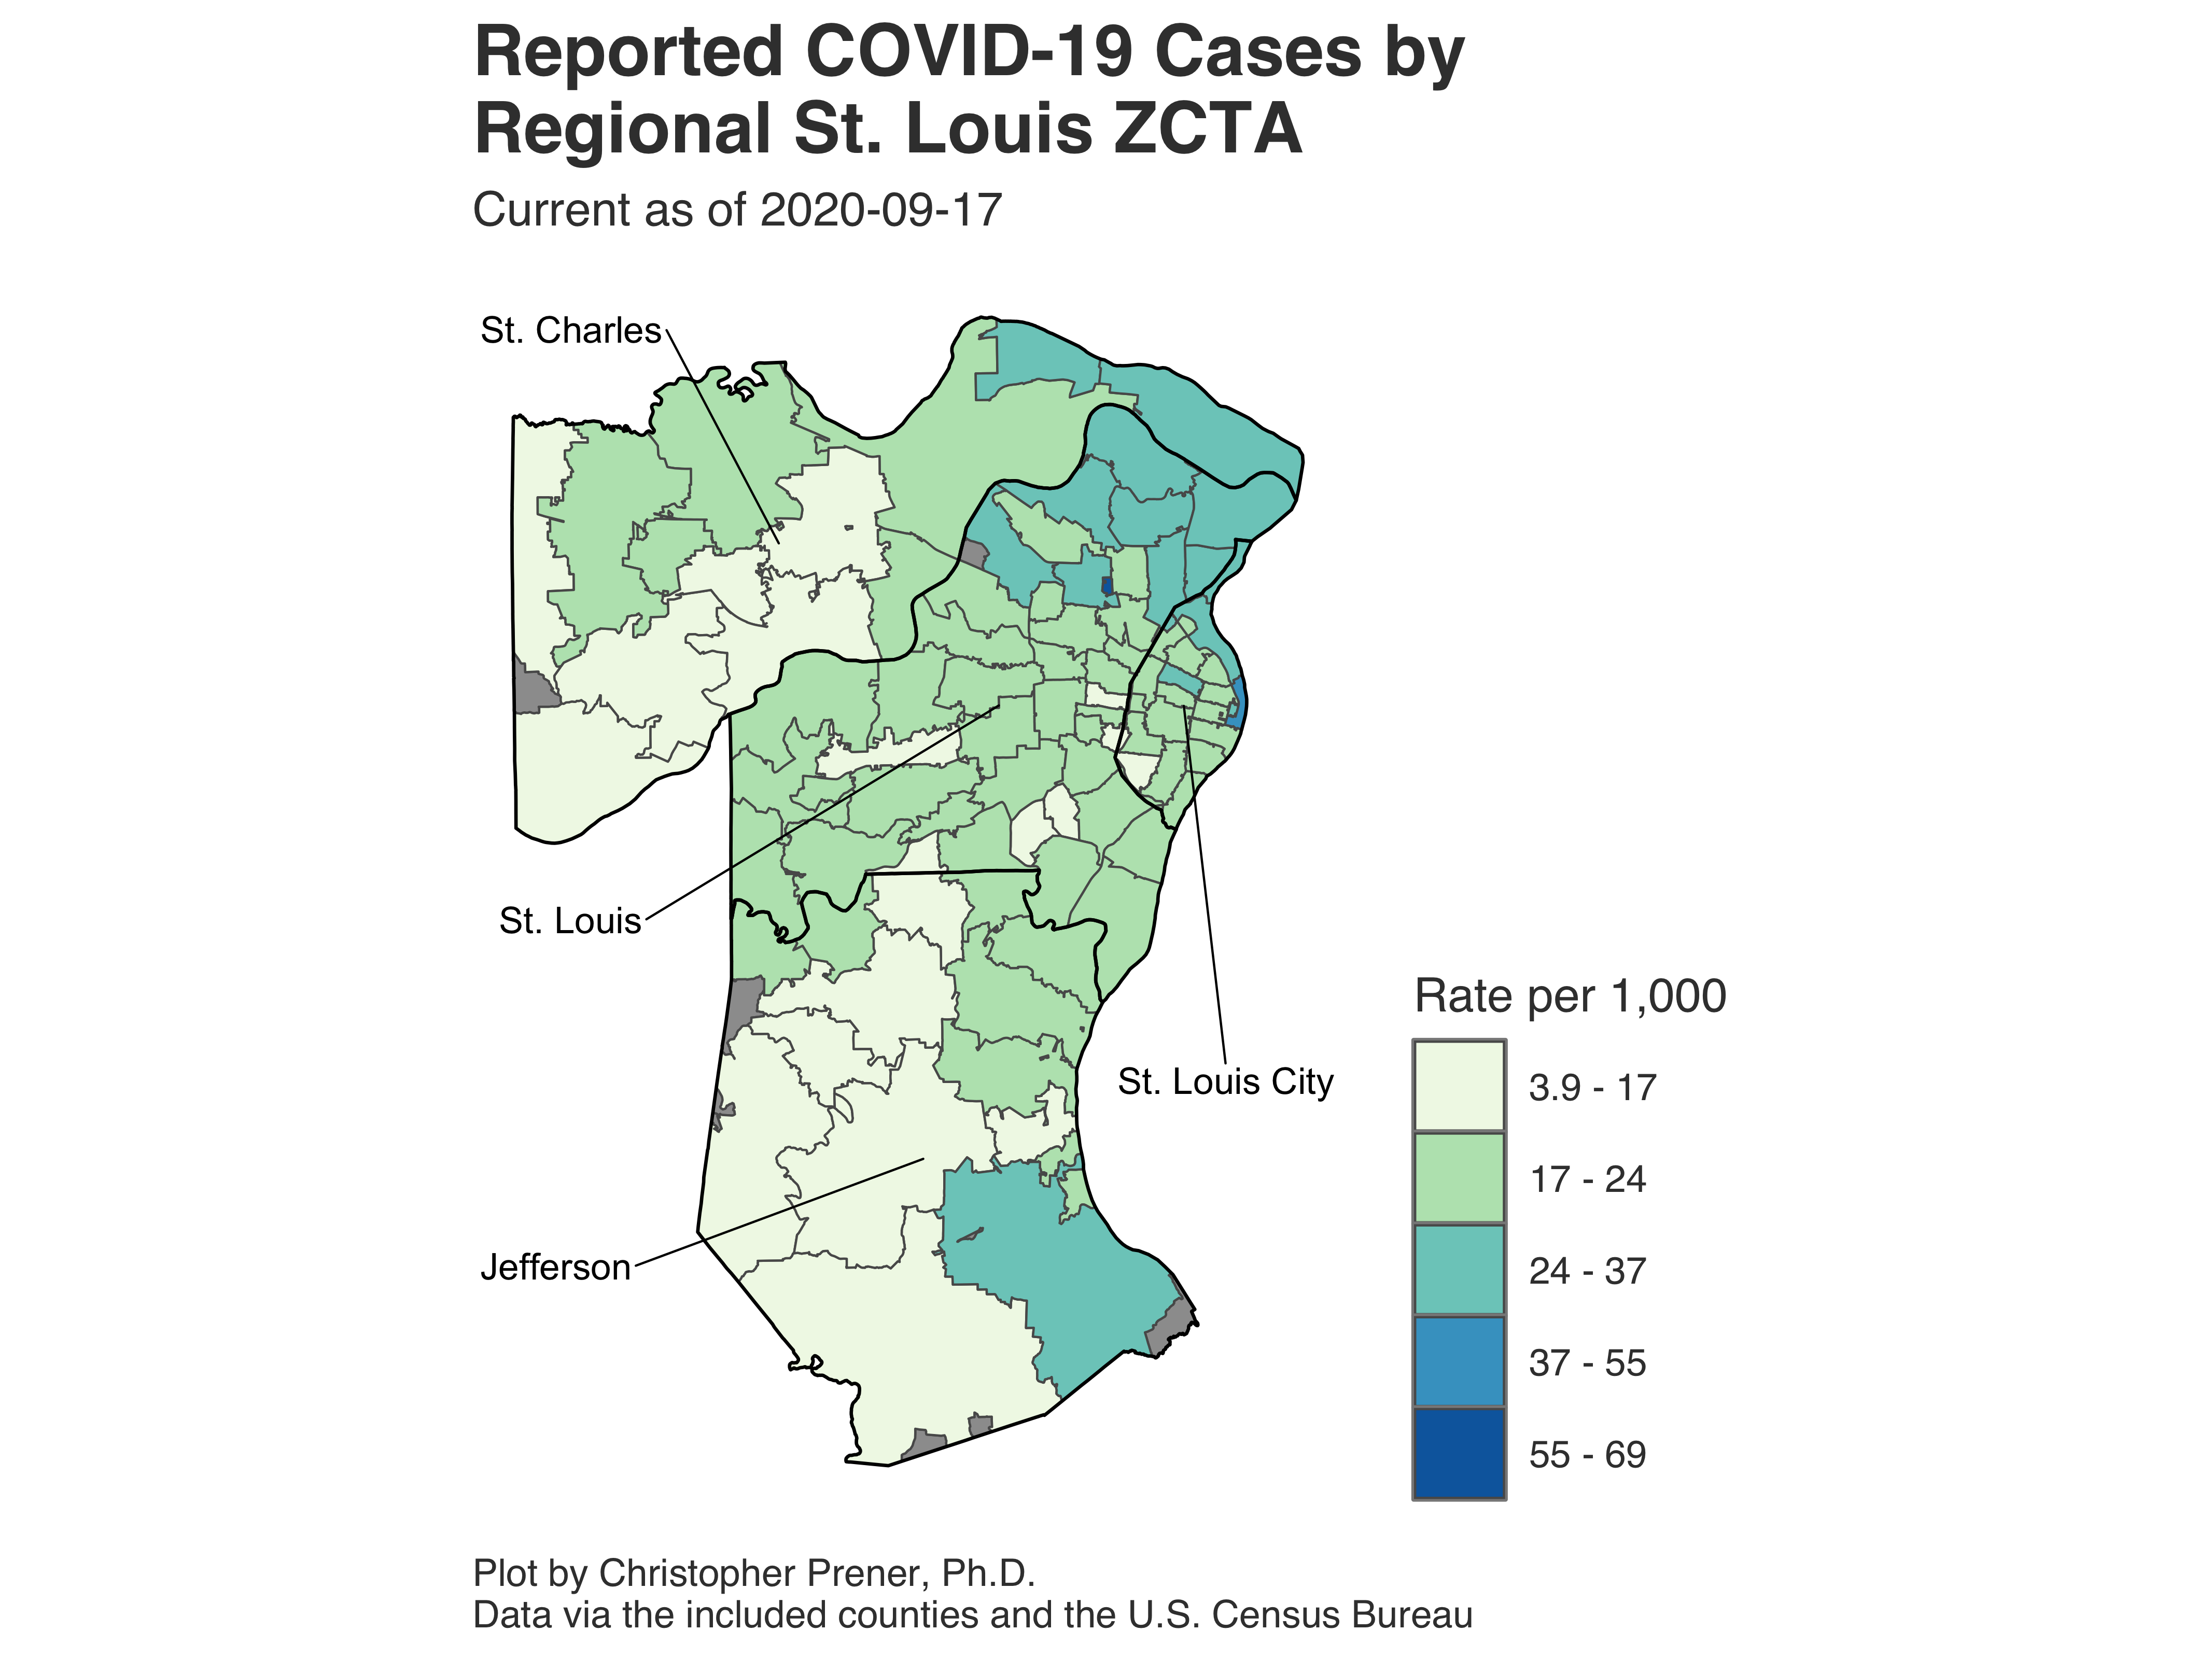 Reported COVID-19 Cases by
Regional St. Louis ZCTA
Current as of 2020-09-17
St. Charles
St. Louis
St. Louis City
Jefferson
Rate per 1,000
3.9 - 17
17 - 24
24 - 37
37 - 55
55 - 69
Plot by Christopher Prener, Ph.D.
Data via the included counties and the U.S. Census Bureau